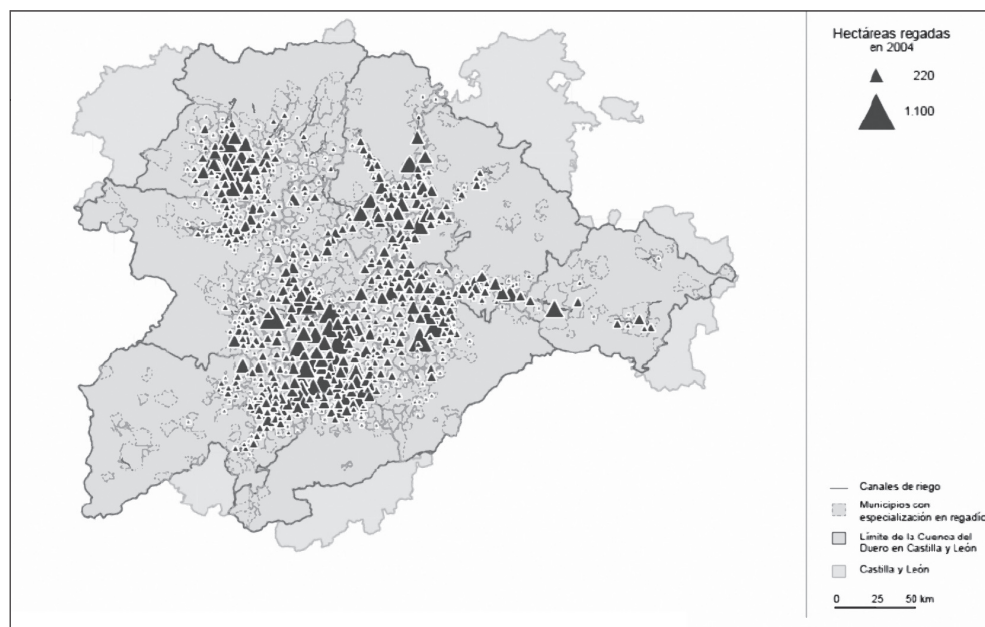 Hectáreas regadas
en 2004
220
1.100
Canales de riego
Municipios con
especialización en regadío
Límite de la Cuenca del
Duero en Castilla y León
Castilla y León
0 25 50 km